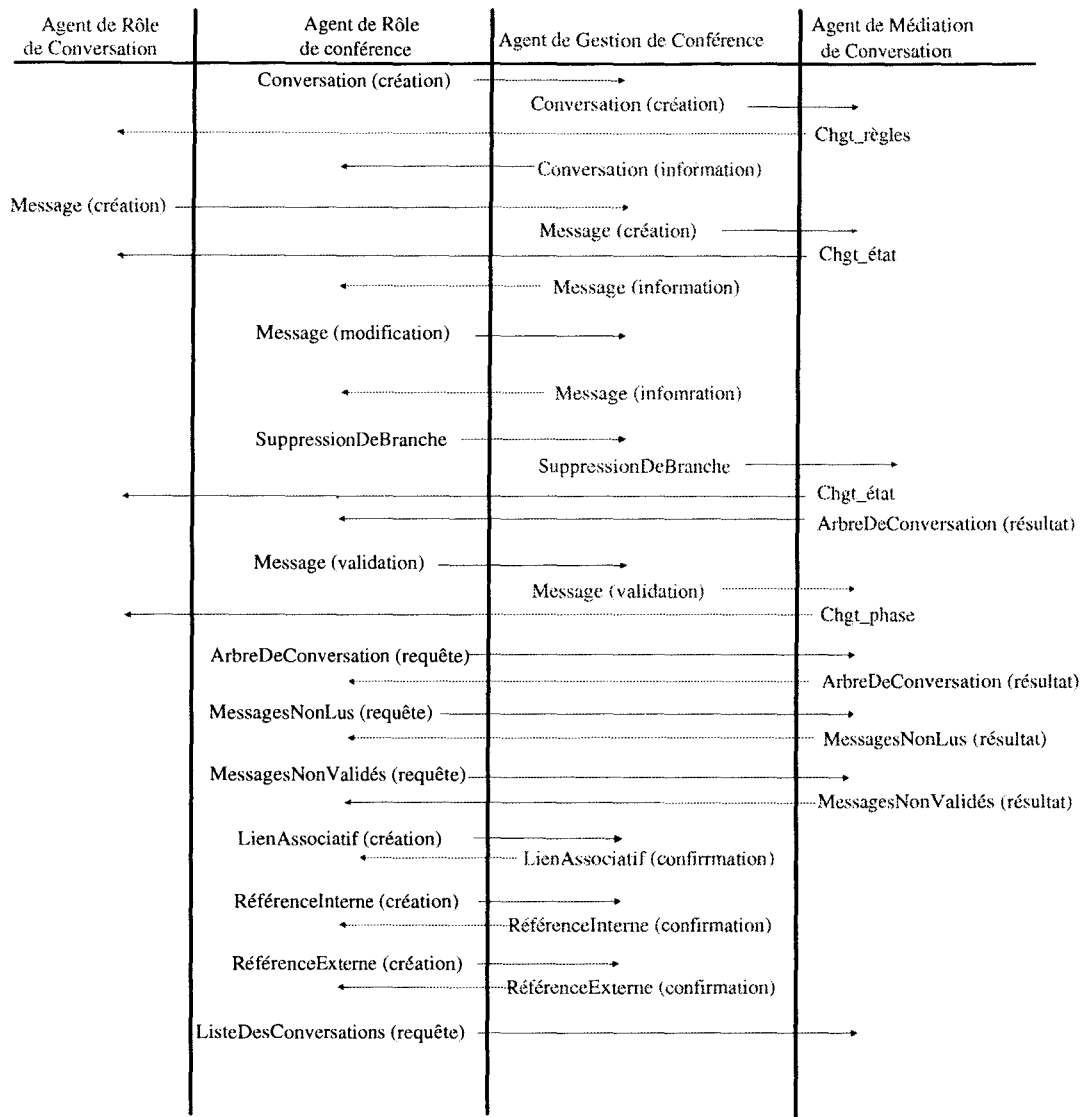 Agent de Rôle
de Conversation
Agent de Rôle
de conférence
Agent de Gestion de Conférence
Agent de Médiation
de Conversation
Conversation (création)
Conversation (création)
Chgt_règles
Conversation (information)
Message (création)
Message (création)
Chgt_état
Message (information)
Message (modification)
Message (infomration)
SuppressionDeBranche
SuppressionDeBranche
Chgt_état
ArbreDeConversation (résultat)
Message (validation)
Message (validation)
Chgt_phase
ArbreDeConversation (requête)
ArbreDeConversation (résultat)
MessagesNonLus (requête)
MessagesNonLus (résultat)
MessagesNonValidés (requête)
MessagesNonValidés (résultat)
LienAssociatif (création)
LienAssociatif (confirrmation)
RéférenceInterne (création)
RéférenceInterne (confirmation)
RéférenceExterne (création)
RéférenceExterne (confirmation)
ListeDesConversations (requête)